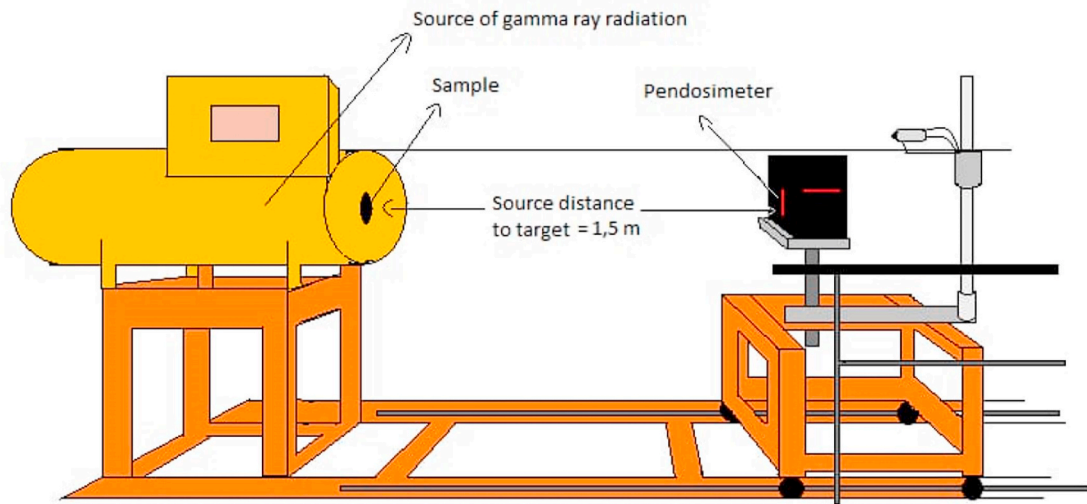 Source of gamma ray radiation
Sample
Pendosimeter
Source distance
to target = 1,5 m